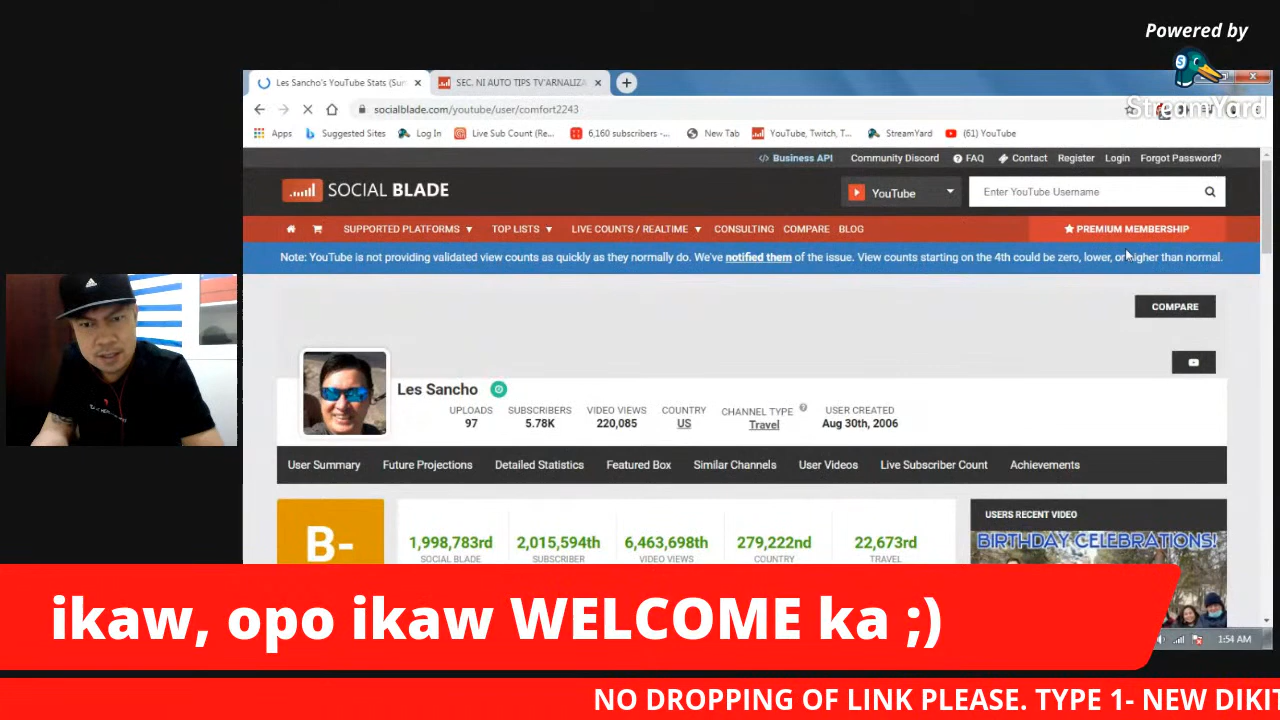 Powered by
StreamYard
Les Sancho's YouTube Stats (Sum
SEC. NI AUTO TIPS TV'ARNALIZA
socialblade.com/youtube/user/comfort2243
Apps
Suggested Sites
Log In
Live Sub Count (Re...
6,160 subscribers -...
New Tab
YouTube, Twitch, T...
StreamYard
(61) YouTube
Business API
Community Discord
FAQ
Contact
Register
Login
Forgot Password?
SOCIAL BLADE
YouTube
Enter YouTube Username
SUPPORTED PLATFORMS
TOP LISTS
LIVE COUNTS / REALTIME
CONSULTING
COMPARE
BLOG
PREMIUM MEMBERSHIP
Note: YouTube is not providing validated view counts as quickly as they normally do. We've notified them of the issue. View counts starting on the 4th could be zero, lower, or higher than normal.
COMPARE
Les Sancho
UPLOADS
97
SUBSCRIBERS
5.78K
VIDEO VIEWS
220,085
COUNTRY
US
CHANNEL TYPE
Travel
USER CREATED
Aug 30th, 2006
User Summary
Future Projections
Detailed Statistics
Featured Box
Similar Channels
User Videos
Live Subscriber Count
Achievements
B-
1,998,783rd
SOCIAL BLADE
2,015,594th
SUBSCRIBER
6,463,698th
VIDEO VIEWS
279,222nd
COUNTRY
22,673rd
TRAVEL
USERS RECENT VIDEO
BIRTHDAY CELEBRATIONS!
1:54 AM
ikaw, opo ikaw WELCOME ka ;)
NO DROPPING OF LINK PLEASE. TYPE 1- NEW DIKIT